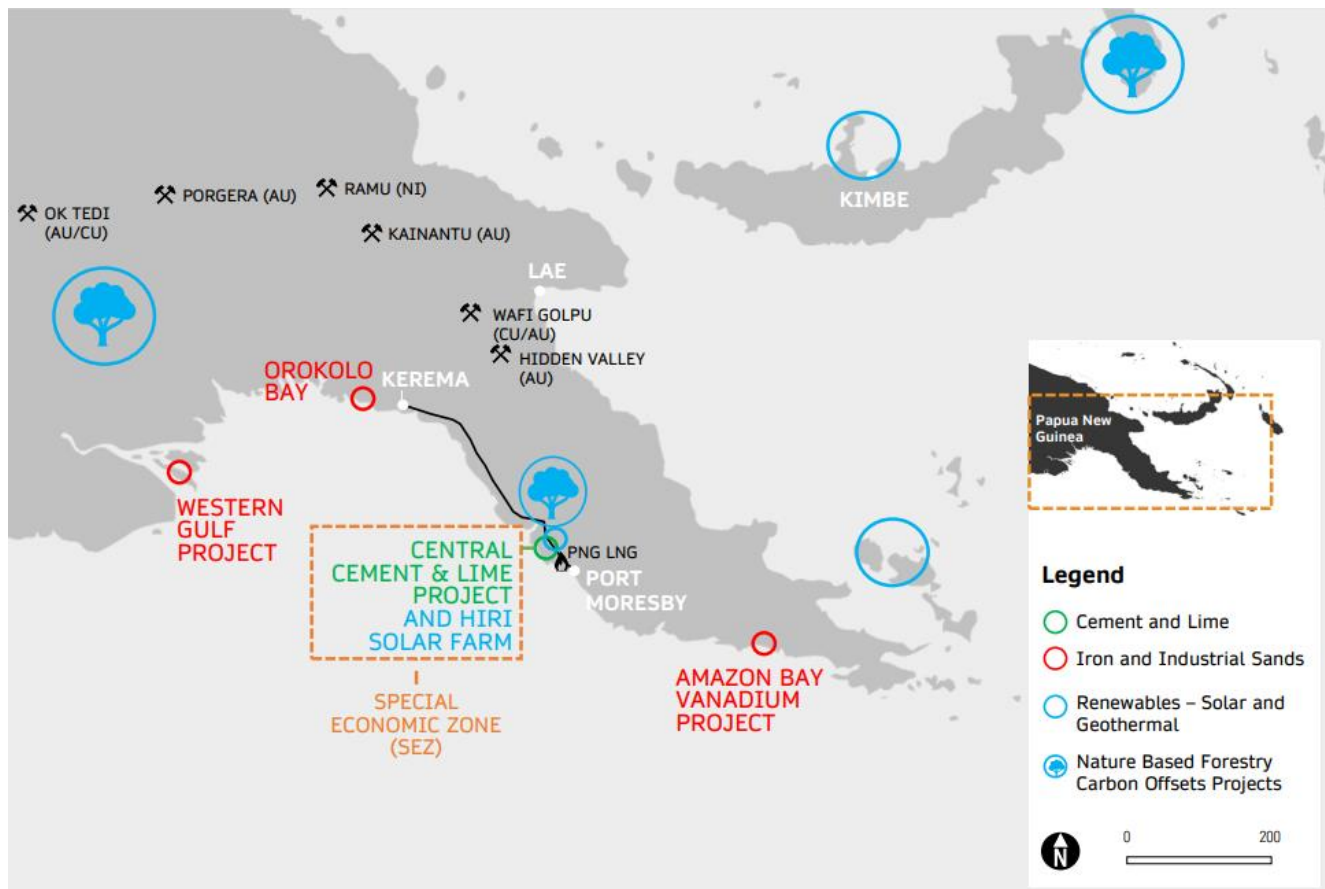 KIMBE
PORGERA (AU)
RAMU (NI)
OK TEDI
(AU/CU)
KAINANTU (AU)
LAE
WAFI GOLPU
(CU/AU)
HIDDEN VALLEY
(AU)
OROKOLO
BAY
KEREMA
WESTERN
GULF
PROJECT
CENTRAL
CEMENT & LIME
PROJECT
AND HIRI
SOLAR FARM
PNG LNG
PORT
MORESBY
SPECIAL
ECONOMIC ZONE
(SEZ)
AMAZON BAY
VANADIUM
PROJECT
Papua New
Guinea
Legend
Cement and Lime
Iron and Industrial Sands
Renewables – Solar and
Geothermal
Nature Based Forestry
Carbon Offsets Projects
N
0 200